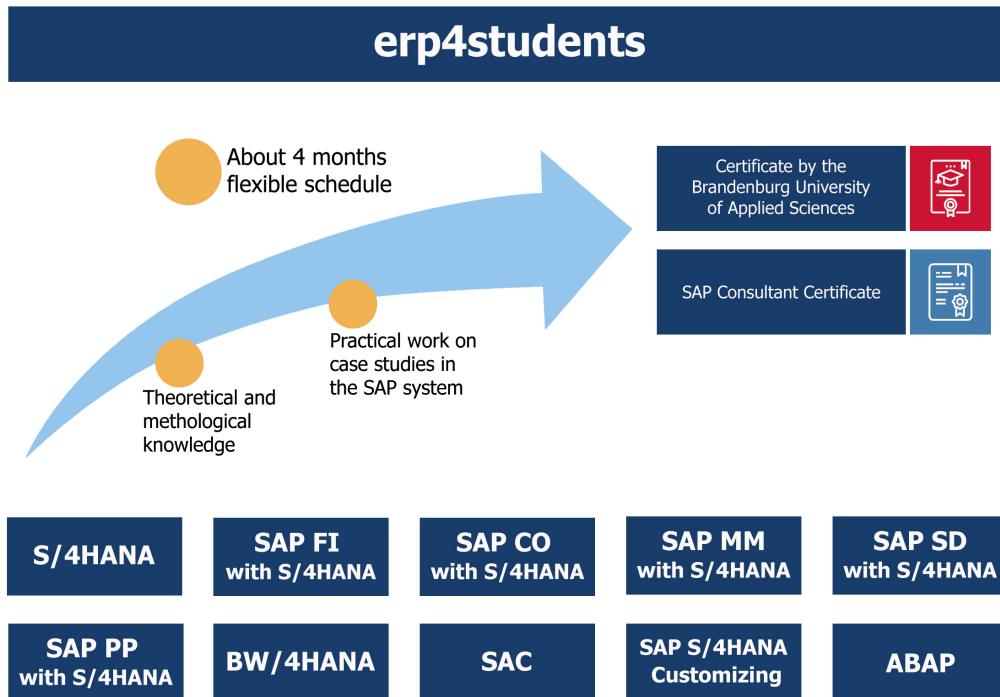 erp4students
About 4 months
flexible schedule
Certificate by the
Brandenburg University
of Applied Sciences
SAP Consultant Certificate
Practical work on
case studies in
the SAP system
Theoretical and
methological
knowledge
S/4HANA
SAP FI
with S/4HANA
SAP CO
with S/4HANA
SAP MM
with S/4HANA
SAP SD
with S/4HANA
SAP PP
with S/4HANA
BW/4HANA
SAC
SAP S/4HANA
Customizing
ABAP